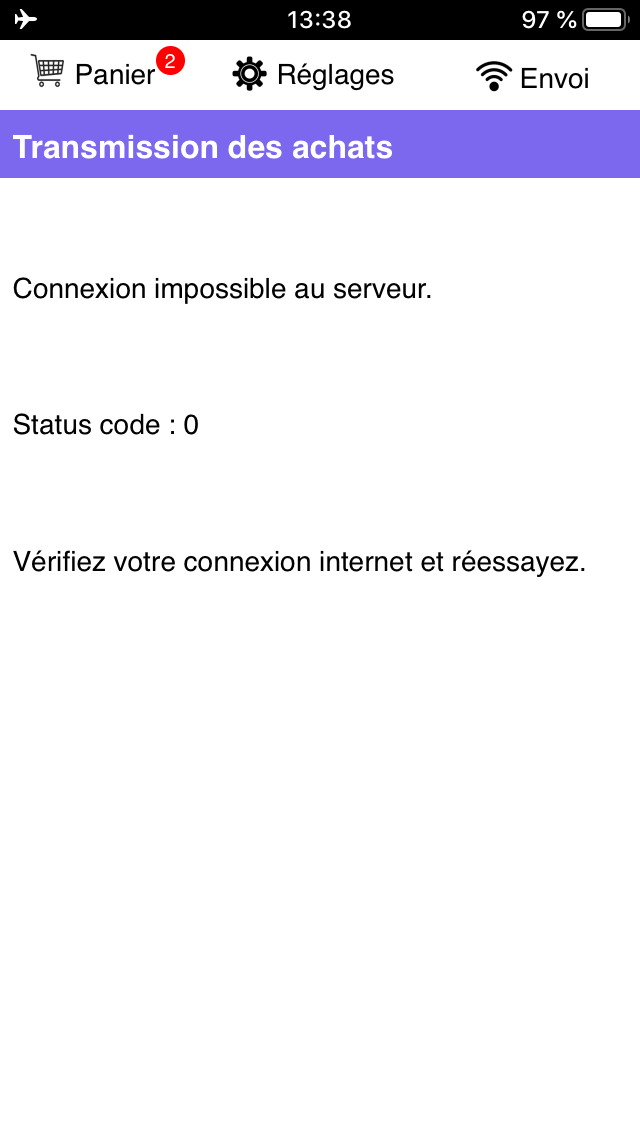 13:38
97 %
Panier 2 Réglages Envoi
Transmission des achats
Connexion impossible au serveur.
Status code : 0
Vérifiez votre connexion internet et réessayez.